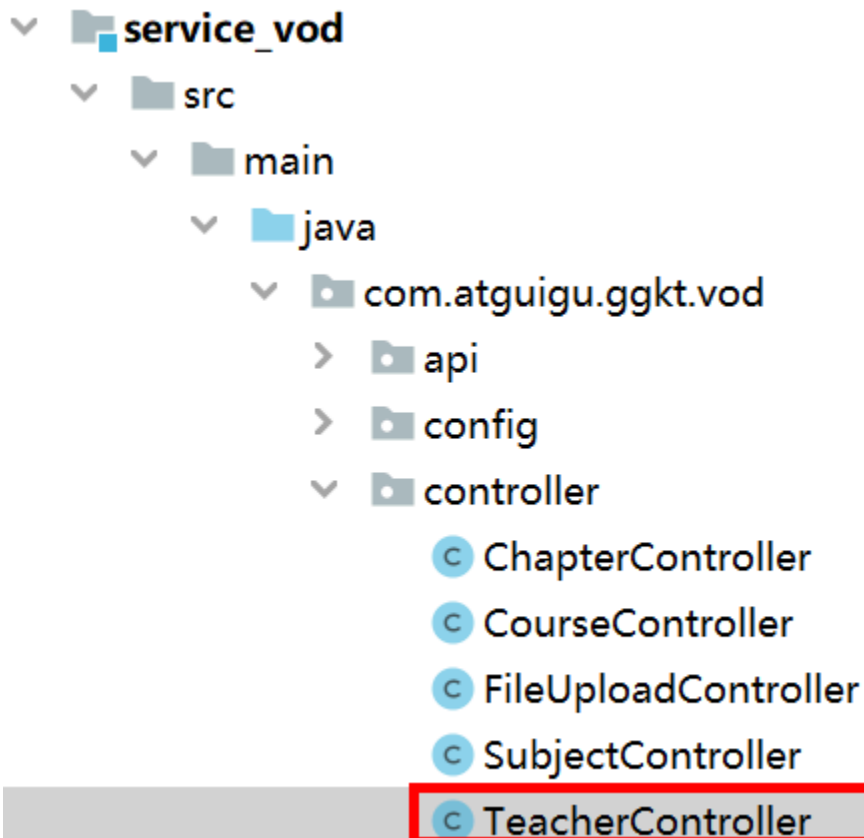 service_vod
src
main
java
com.atguigu.ggkt.vod
api
config
controller
C ChapterController
C CourseController
C FileUploadController
C SubjectController
C TeacherController